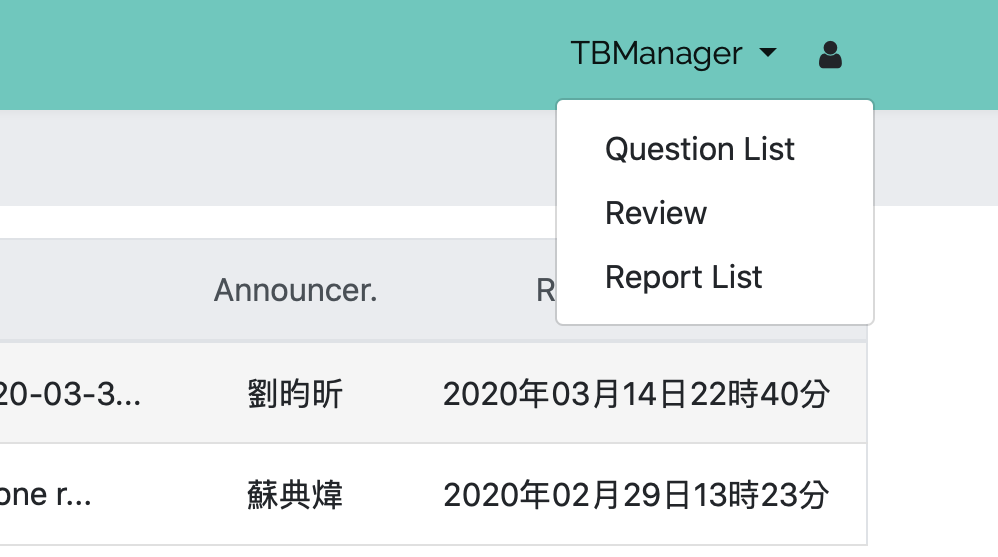 TBManager
Question List
Review
Report List
Announcer. R
20-03-3... 劉昀昕 2020年03月14日22時40分
one r... 蘇典煒 2020年02月29日13時23分